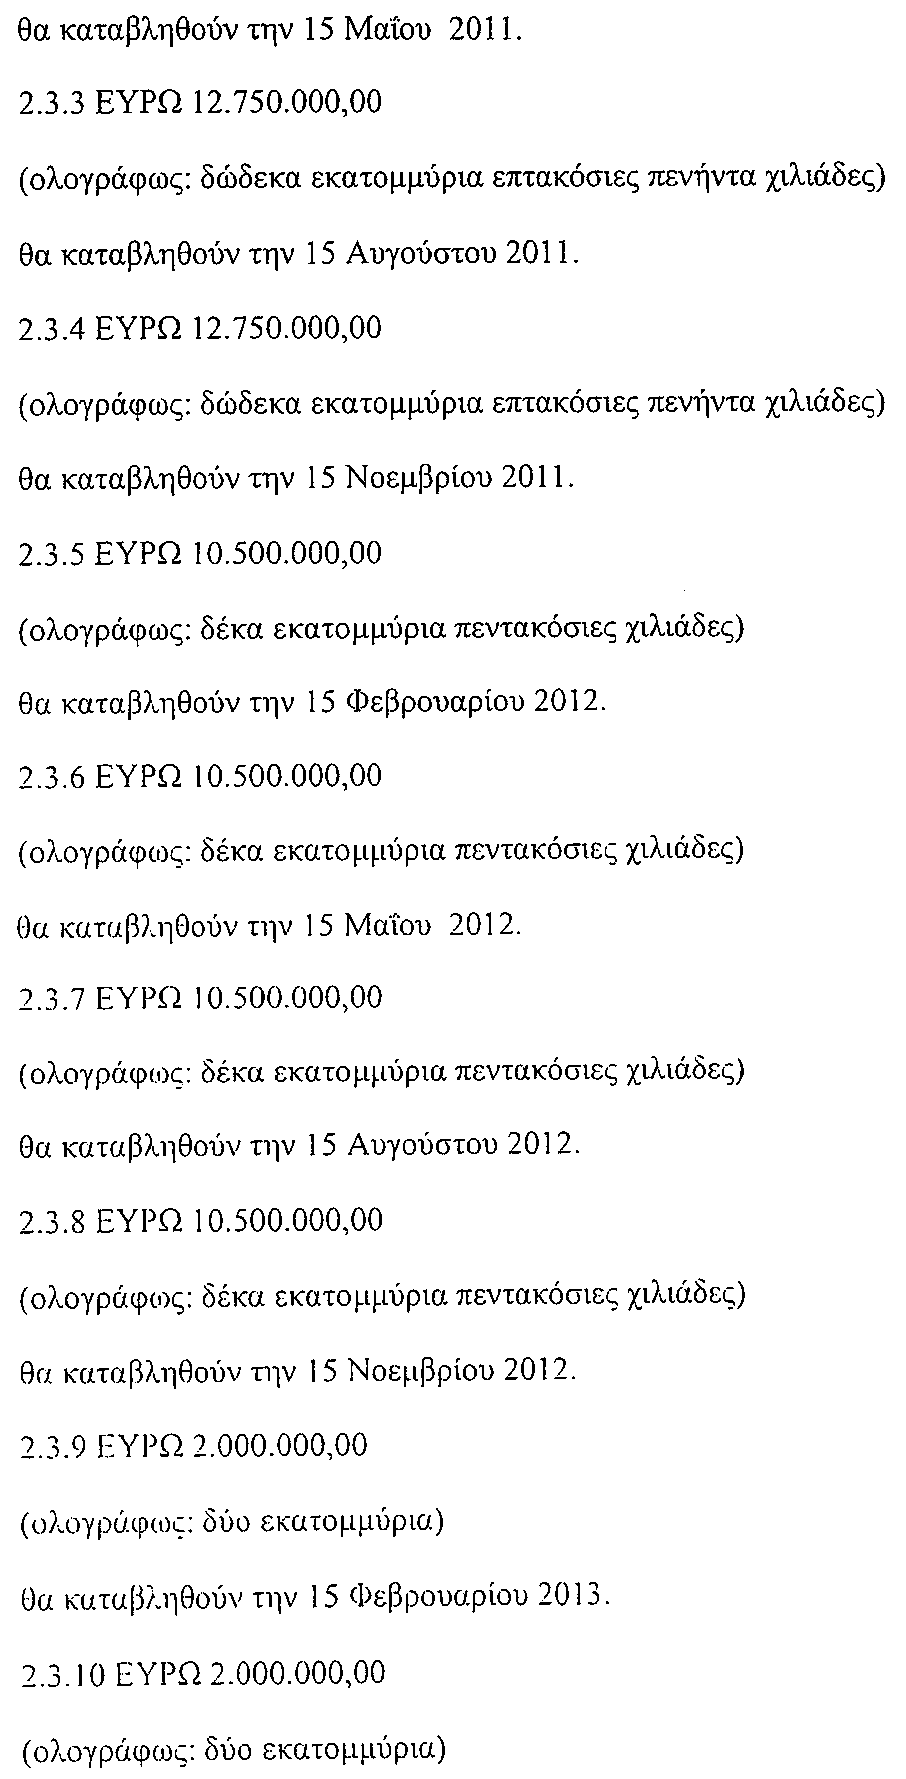 θα καταβληθούν την 15 Μαΐου 2011.
2.3.3 ΕΥΡΩ 12.750.000,00
(ολογράφως: δώδεκα εκατομμύρια επτακόσιες πενήντα χιλιάδες)
θα καταβληθούν την 15 Αυγούστου 2011.
2.3.4 ΕΥΡΩ 12.750.000,00
(ολογράφως: δώδεκα εκατομμύρια επτακόσιες πενήντα χιλιάδες)
θα καταβληθούν την 15 Νοεμβρίου 2011.
2.3.5 ΕΥΡΩ 10.500.000,00
(ολογράφως: δέκα εκατομμύρια πεντακόσιες χιλιάδες)
θα καταβληθούν την 15 Φεβρουαρίου 2012.
2.3.6 ΕΥΡΩ 10.500.000,00
(ολογράφως: δέκα εκατομμύρια πεντακόσιες χιλιάδες)
θα καταβληθούν την 15 Μαΐου 2012.
2.3.7 ΕΥΡΩ 10.500.000,00
(ολογράφως: δέκα εκατομμύρια πεντακόσιες χιλιάδες)
θα καταβληθούν την 15 Αυγούστου 2012.
2.3.8 ΕΥΡΩ 10.500.000,00
(ολογράφως: δέκα εκατομμύρια πεντακόσιες χιλιάδες)
θα καταβληθούν την 15 Νοεμβρίου 2012.
2.3.9 ΕΥΡΩ 2.000.000,00
(ολογράφως: δύο εκατομμύρια)
θα καταβληθούν την 15 Φεβρουαρίου 2013.
2.3.10 ΕΥΡΩ 2.000.000,00
(ολογράφως: δύο εκατομμύρια)